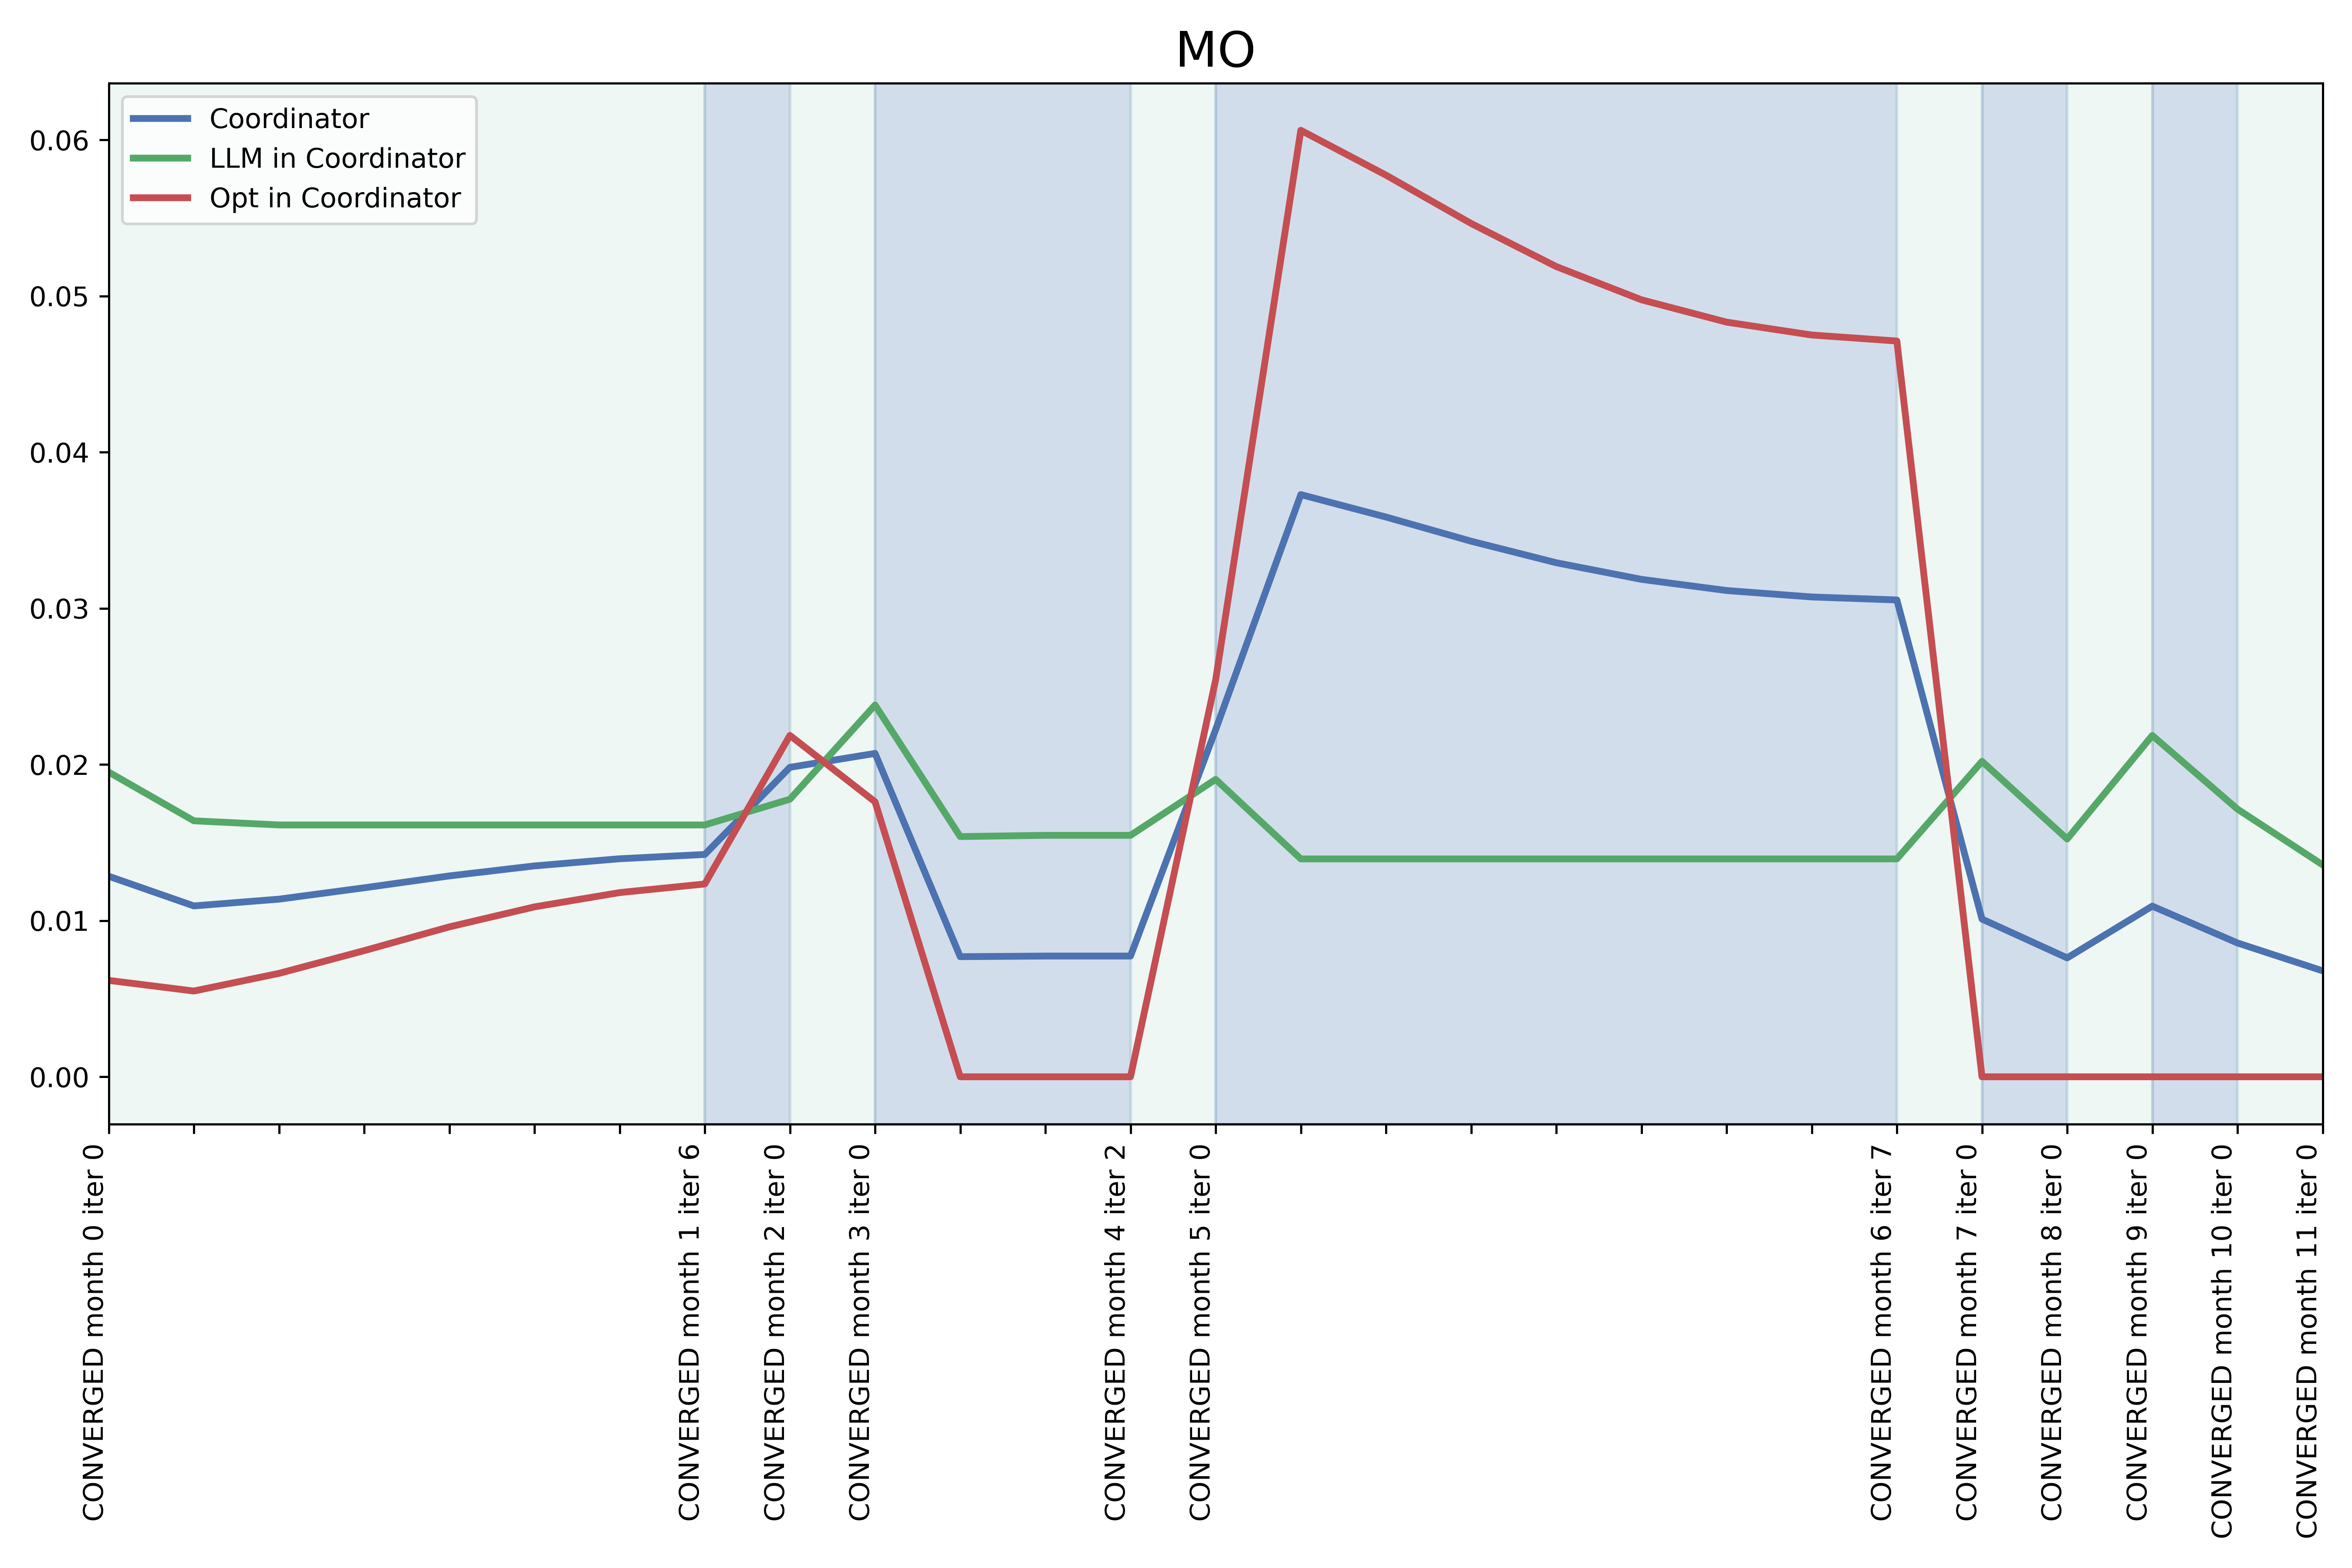 MO
Coordinator
LLM in Coordinator
Opt in Coordinator
0.06
0.05
0.04
0.03
0.02
0.01
0.00
CONVERGED month 0 iter 0
CONVERGED month 1 iter 6
CONVERGED month 2 iter 0
CONVERGED month 3 iter 0
CONVERGED month 4 iter 2
CONVERGED month 5 iter 0
CONVERGED month 6 iter 7
CONVERGED month 7 iter 0
CONVERGED month 8 iter 0
CONVERGED month 9 iter 0
CONVERGED month 10 iter 0
CONVERGED month 11 iter 0